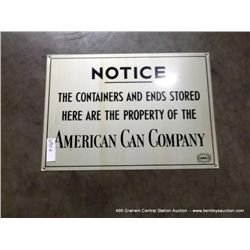 NOTICE
THE CONTAINERS AND ENDS STORED
HERE ARE THE PROPERTY OF THE
AMERICAN CAN COMPANY
CANCO
499 Graham Central Station Auction - www.bentleysauction.com